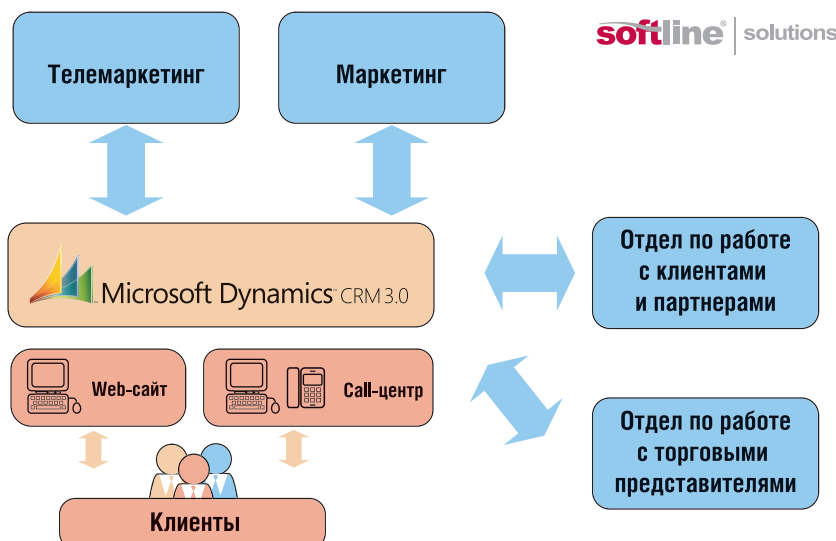 softline® solutions
Телемаркетинг
Маркетинг
Microsoft Dynamics™ CRM 3.0
Отдел по работе
с клиентами
и партнерами
Web-сайт
Call-центр
Отдел по работе
с торговыми
представителями
Клиенты